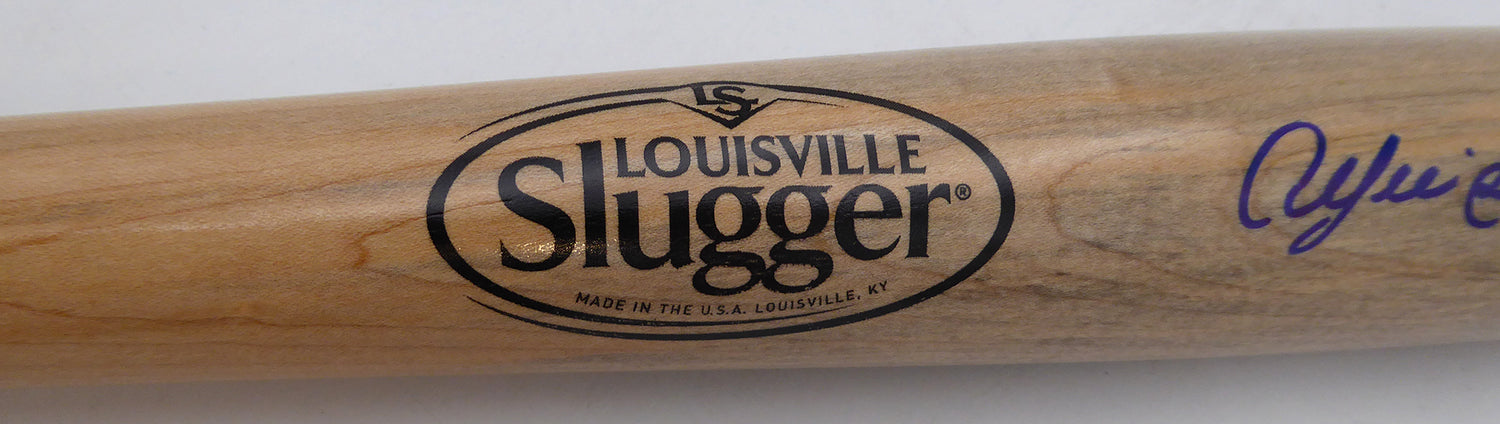 LS
LOUISVILLE
Slugger®
MADE IN THE U.S.A. LOUISVILLE, KY